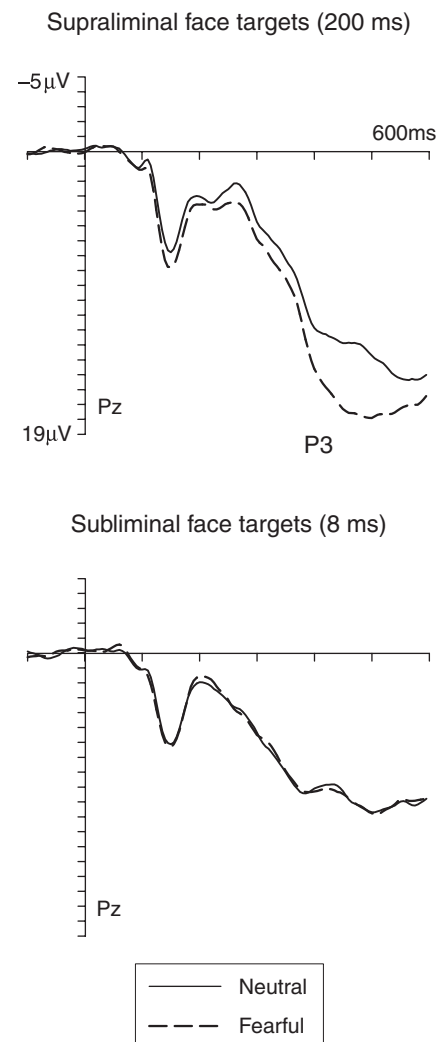 Supraliminal face targets (200 ms)
–5μV
600ms
Pz
19μV
P3
Subliminal face targets (8 ms)
Pz
Neutral
Fearful